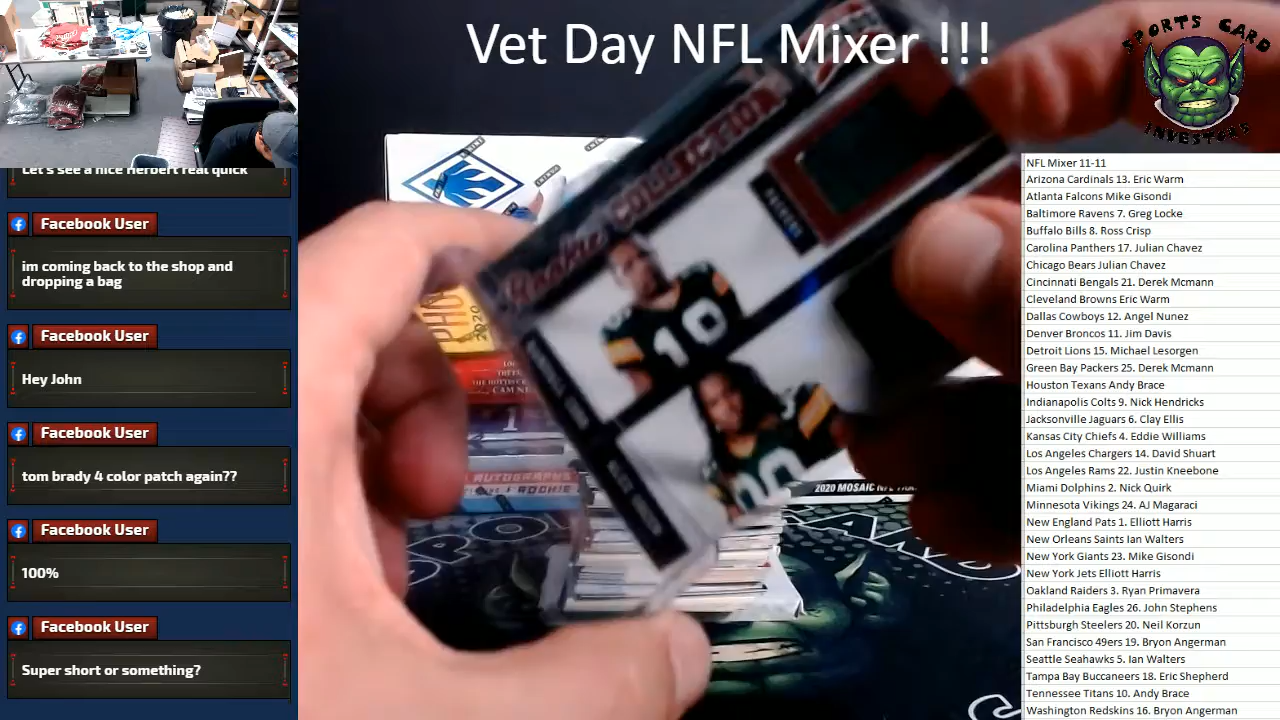 Vet Day NFL Mixer !!!
SPORTS CARD
INVESTORS
Let's see a nice Herbert real quick
Facebook User
im coming back to the shop and
dropping a bag
Facebook User
Hey John
Facebook User
tom brady 4 color patch again??
Facebook User
100%
Facebook User
Super short or something?
Rookie COLLECTION
PACKERS
10
2020
1
AUTOGRAPHS
ROOKIE
2020 MOSAIC NFL
NFL Mixer 11-11
Arizona Cardinals 13. Eric Warm
Atlanta Falcons Mike Gisondi
Baltimore Ravens 7. Greg Locke
Buffalo Bills 8. Ross Crisp
Carolina Panthers 17. Julian Chavez
Chicago Bears Julian Chavez
Cincinnati Bengals 21. Derek Mcmann
Cleveland Browns Eric Warm
Dallas Cowboys 12. Angel Nunez
Denver Broncos 11. Jim Davis
Detroit Lions 15. Michael Lesorgen
Green Bay Packers 25. Derek Mcmann
Houston Texans Andy Brace
Indianapolis Colts 9. Nick Hendricks
Jacksonville Jaguars 6. Clay Ellis
Kansas City Chiefs 4. Eddie Williams
Los Angeles Chargers 14. David Shuart
Los Angeles Rams 22. Justin Kneebone
Miami Dolphins 2. Nick Quirk
Minnesota Vikings 24. AJ Magaraci
New England Pats 1. Elliott Harris
New Orleans Saints Ian Walters
New York Giants 23. Mike Gisondi
New York Jets Elliott Harris
Oakland Raiders 3. Ryan Primavera
Philadelphia Eagles 26. John Stephens
Pittsburgh Steelers 20. Neil Korzun
San Francisco 49ers 19. Bryon Angerman
Seattle Seahawks 5. Ian Walters
Tampa Bay Buccaneers 18. Eric Shepherd
Tennessee Titans 10. Andy Brace
Washington Redskins 16. Bryon Angerman